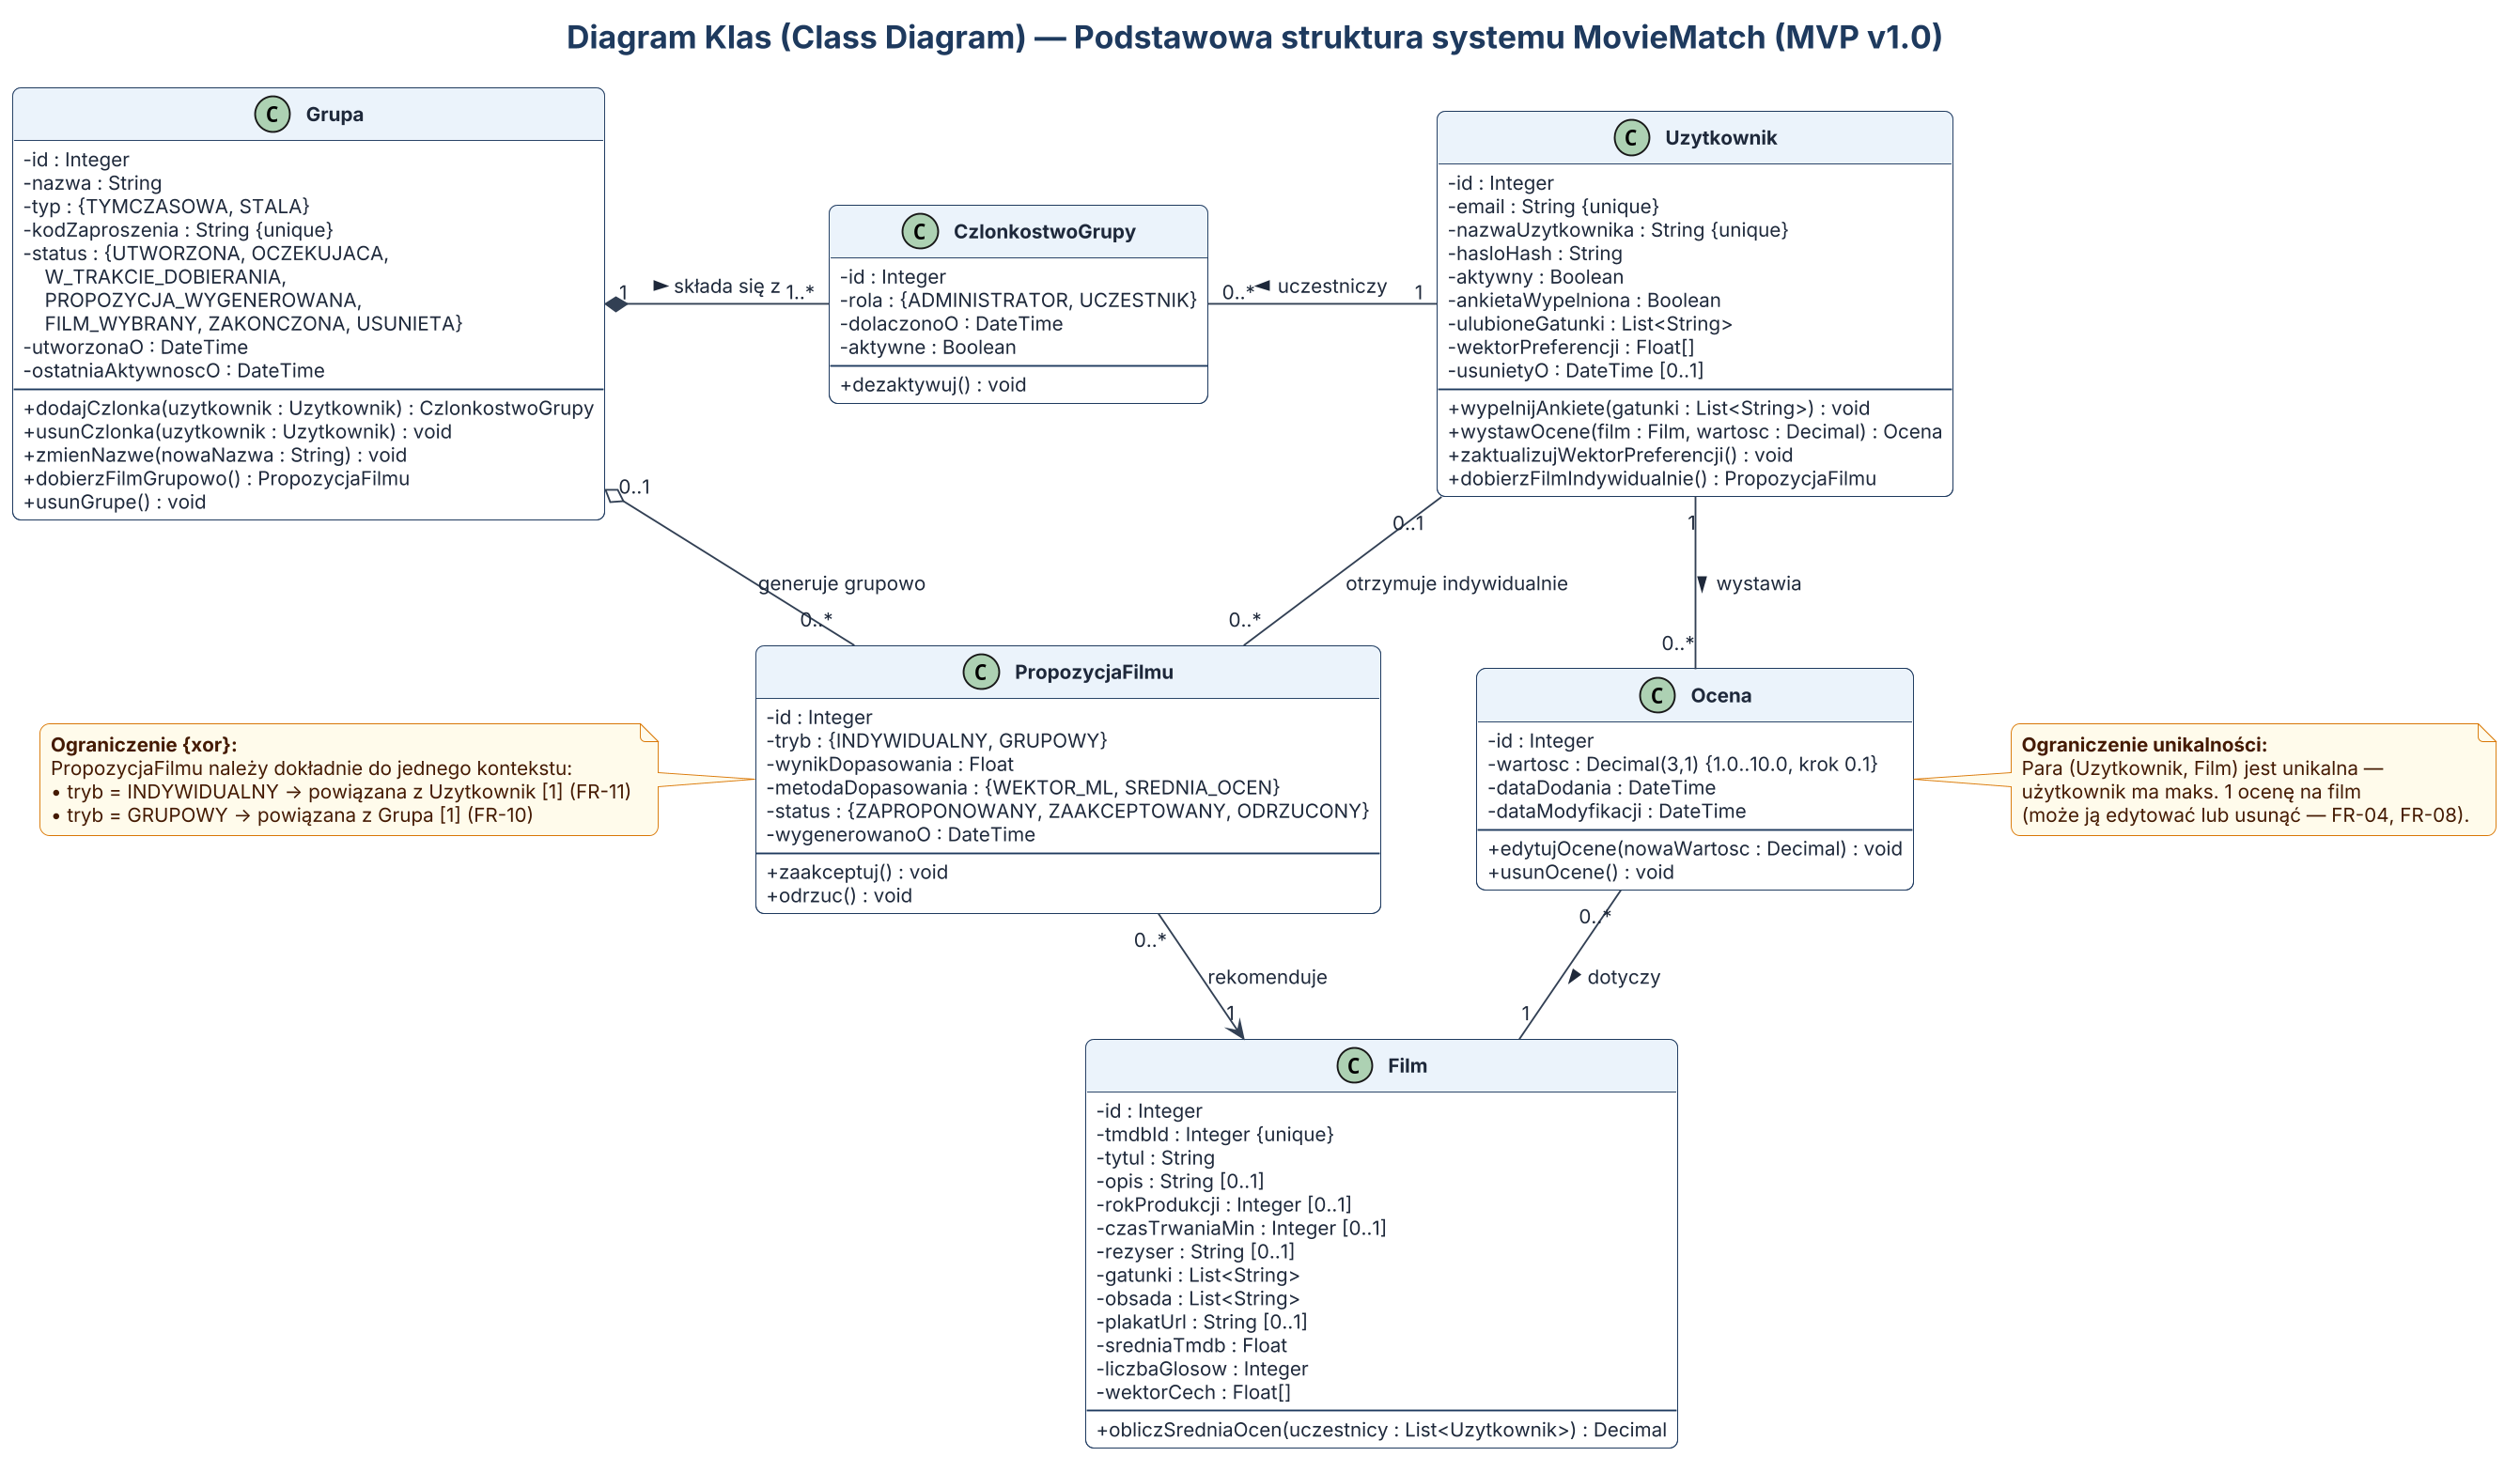 Diagram Klas (Class Diagram) — Podstawowa struktura systemu MovieMatch (MVP v1.0)
C Grupa
-id : Integer
-nazwa : String
-typ : {TYMCZASOWA, STALA}
-kodZaproszenia : String {unique}
-status : {UTWORZONA, OCZEKUJACA,
W_TRAKCIE_DOBIERANIA,
PROPOZYCJA_WYGENEROWANA,
FILM_WYBRANY, ZAKONCZONA, USUNIETA}
-utworzonaO : DateTime
-ostatniaAktywnoscO : DateTime
+dodajCzlonka(uzytkownik : Uzytkownik) : CzlonkostwoGrupy
+usunCzlonka(uzytkownik : Uzytkownik) : void
+zmienNazwe(nowaNazwa : String) : void
+dobierzFilmGrupowo() : PropozycjaFilmu
+usunGrupe() : void
1 ► składa się z 1..*
C CzlonkostwoGrupy
-id : Integer
-rola : {ADMINISTRATOR, UCZESTNIK}
-dolaczonoO : DateTime
-aktywne : Boolean
+dezaktywuj() : void
0..* ◄ uczestniczy 1
C Uzytkownik
-id : Integer
-email : String {unique}
-nazwaUzytkownika : String {unique}
-hasloHash : String
-aktywny : Boolean
-ankietaWypelniona : Boolean
-ulubioneGatunki : List<String>
-wektorPreferencji : Float[]
-usunietyO : DateTime [0..1]
+wypelnijAnkiete(gatunki : List<String>) : void
+wystawOcene(film : Film, wartosc : Decimal) : Ocena
+zaktualizujWektorPreferencji() : void
+dobierzFilmIndywidualnie() : PropozycjaFilmu
0..1
generuje grupowo
0..*
0..1
otrzymuje indywidualnie
0..*
1
wystawia
0..*
Ograniczenie {xor}:
PropozycjaFilmu należy dokładnie do jednego kontekstu:
• tryb = INDYWIDUALNY → powiązana z Uzytkownik [1] (FR-11)
• tryb = GRUPOWY → powiązana z Grupa [1] (FR-10)
C PropozycjaFilmu
-id : Integer
-tryb : {INDYWIDUALNY, GRUPOWY}
-wynikDopasowania : Float
-metodaDopasowania : {WEKTOR_ML, SREDNIA_OCEN}
-status : {ZAPROPONOWANY, ZAAKCEPTOWANY, ODRZUCONY}
-wygenerowanoO : DateTime
+zaakceptuj() : void
+odrzuc() : void
C Ocena
-id : Integer
-wartosc : Decimal(3,1) {1.0..10.0, krok 0.1}
-dataDodania : DateTime
-dataModyfikacji : DateTime
+edytujOcene(nowaWartosc : Decimal) : void
+usunOcene() : void
Ograniczenie unikalności:
Para (Uzytkownik, Film) jest unikalna —
użytkownik ma maks. 1 ocenę na film
(może ją edytować lub usunąć — FR-04, FR-08).
0..*
rekomenduje
1
0..*
dotyczy
1
C Film
-id : Integer
-tmdbId : Integer {unique}
-tytul : String
-opis : String [0..1]
-rokProdukcji : Integer [0..1]
-czasTrwaniaMin : Integer [0..1]
-rezyser : String [0..1]
-gatunki : List<String>
-obsada : List<String>
-plakatUrl : String [0..1]
-sredniaTmdb : Float
-liczbaGlosow : Integer
-wektorCech : Float[]
+obliczSredniaOcen(uczestnicy : List<Uzytkownik>) : Decimal